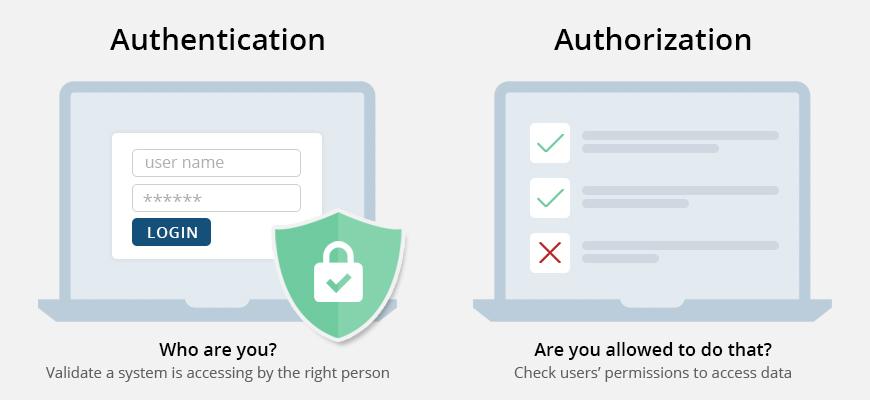 Authentication
user name
******
LOGIN
Who are you?
Validate a system is accessing by the right person
Authorization
Are you allowed to do that?
Check users’ permissions to access data